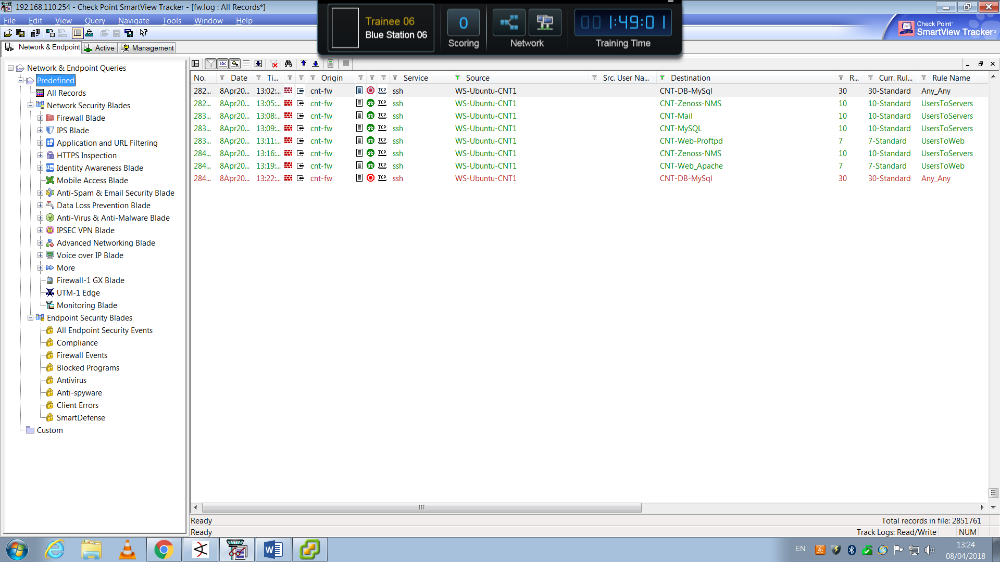 192.168.110.254 - Check Point SmartView Tracker - [fw.log : All Records*]
File Edit View Query Navigate Tools Window Help
Trainee 06
Blue Station 06
0
Scoring
Network
00 1:49:01
Training Time
Check Point
SmartView Tracker
Network & Endpoint Active Management
Network & Endpoint Queries
Predefined
All Records
Network Security Blades
Firewall Blade
IPS Blade
Application and URL Filtering
HTTPS Inspection
Identity Awareness Blade
Mobile Access Blade
Anti-Spam & Email Security Blade
Data Loss Prevention Blade
Anti-Virus & Anti-Malware Blade
IPSEC VPN Blade
Advanced Networking Blade
Voice over IP Blade
More
Firewall-1 GX Blade
UTM-1 Edge
Monitoring Blade
Endpoint Security Blades
All Endpoint Security Events
Compliance
Firewall Events
Blocked Programs
Antivirus
Anti-spyware
Client Errors
SmartDefense
Custom
abc
No. Date Ti... Origin Service Source Src. User Na... Destination R... Curr. Rul... Rule Name
282... 8Apr20... 13:02:... cnt-fw TCP ssh WS-Ubuntu-CNT1 CNT-DB-MySql 30 30-Standard Any_Any
282... 8Apr20... 13:05:... cnt-fw TCP ssh WS-Ubuntu-CNT1 CNT-Zenoss-NMS 10 10-Standard UsersToServers
283... 8Apr20... 13:08:... cnt-fw TCP ssh WS-Ubuntu-CNT1 CNT-Mail 10 10-Standard UsersToServers
283... 8Apr20... 13:09:... cnt-fw TCP ssh WS-Ubuntu-CNT1 CNT-MySQL 10 10-Standard UsersToServers
283... 8Apr20... 13:11:... cnt-fw TCP ssh WS-Ubuntu-CNT1 CNT-Web-Proftpd 7 7-Standard UsersToWeb
284... 8Apr20... 13:16:... cnt-fw TCP ssh WS-Ubuntu-CNT1 CNT-Zenoss-NMS 10 10-Standard UsersToServers
284... 8Apr20... 13:19:... cnt-fw TCP ssh WS-Ubuntu-CNT1 CNT-Web_Apache 7 7-Standard UsersToWeb
284... 8Apr20... 13:22:... cnt-fw TCP ssh WS-Ubuntu-CNT1 CNT-DB-MySql 30 30-Standard Any_Any
Ready Total records in file: 2851761
Ready Track Logs: Read/Write NUM
EN 13:24
08/04/2018